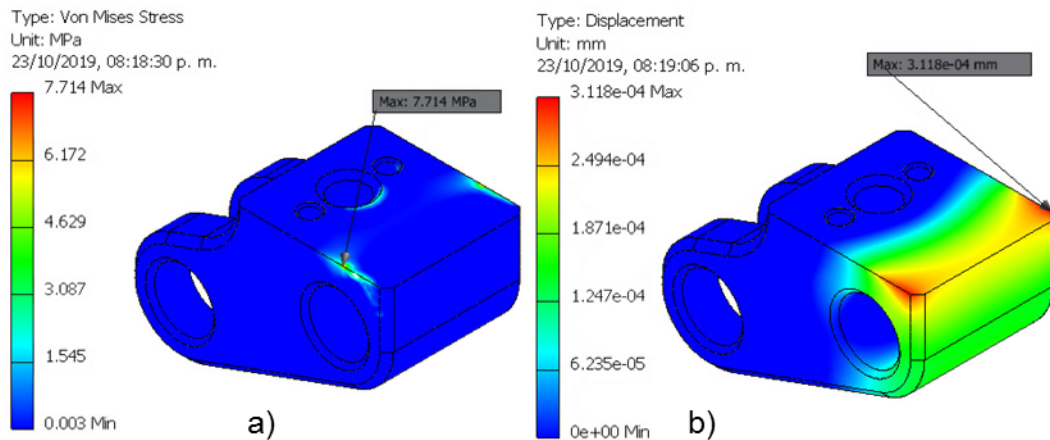 Type: Von Mises Stress
Unit: MPa
23/10/2019, 08:18:30 p. m.
7.714 Max
6.172
4.629
3.087
1.545
0.003 Min
Max: 7.714 MPa
a)
Type: Displacement
Unit: mm
23/10/2019, 08:19:06 p. m.
3.118e-04 Max
2.494e-04
1.871e-04
1.247e-04
6.235e-05
0e+00 Min
Max: 3.118e-04 mm
b)